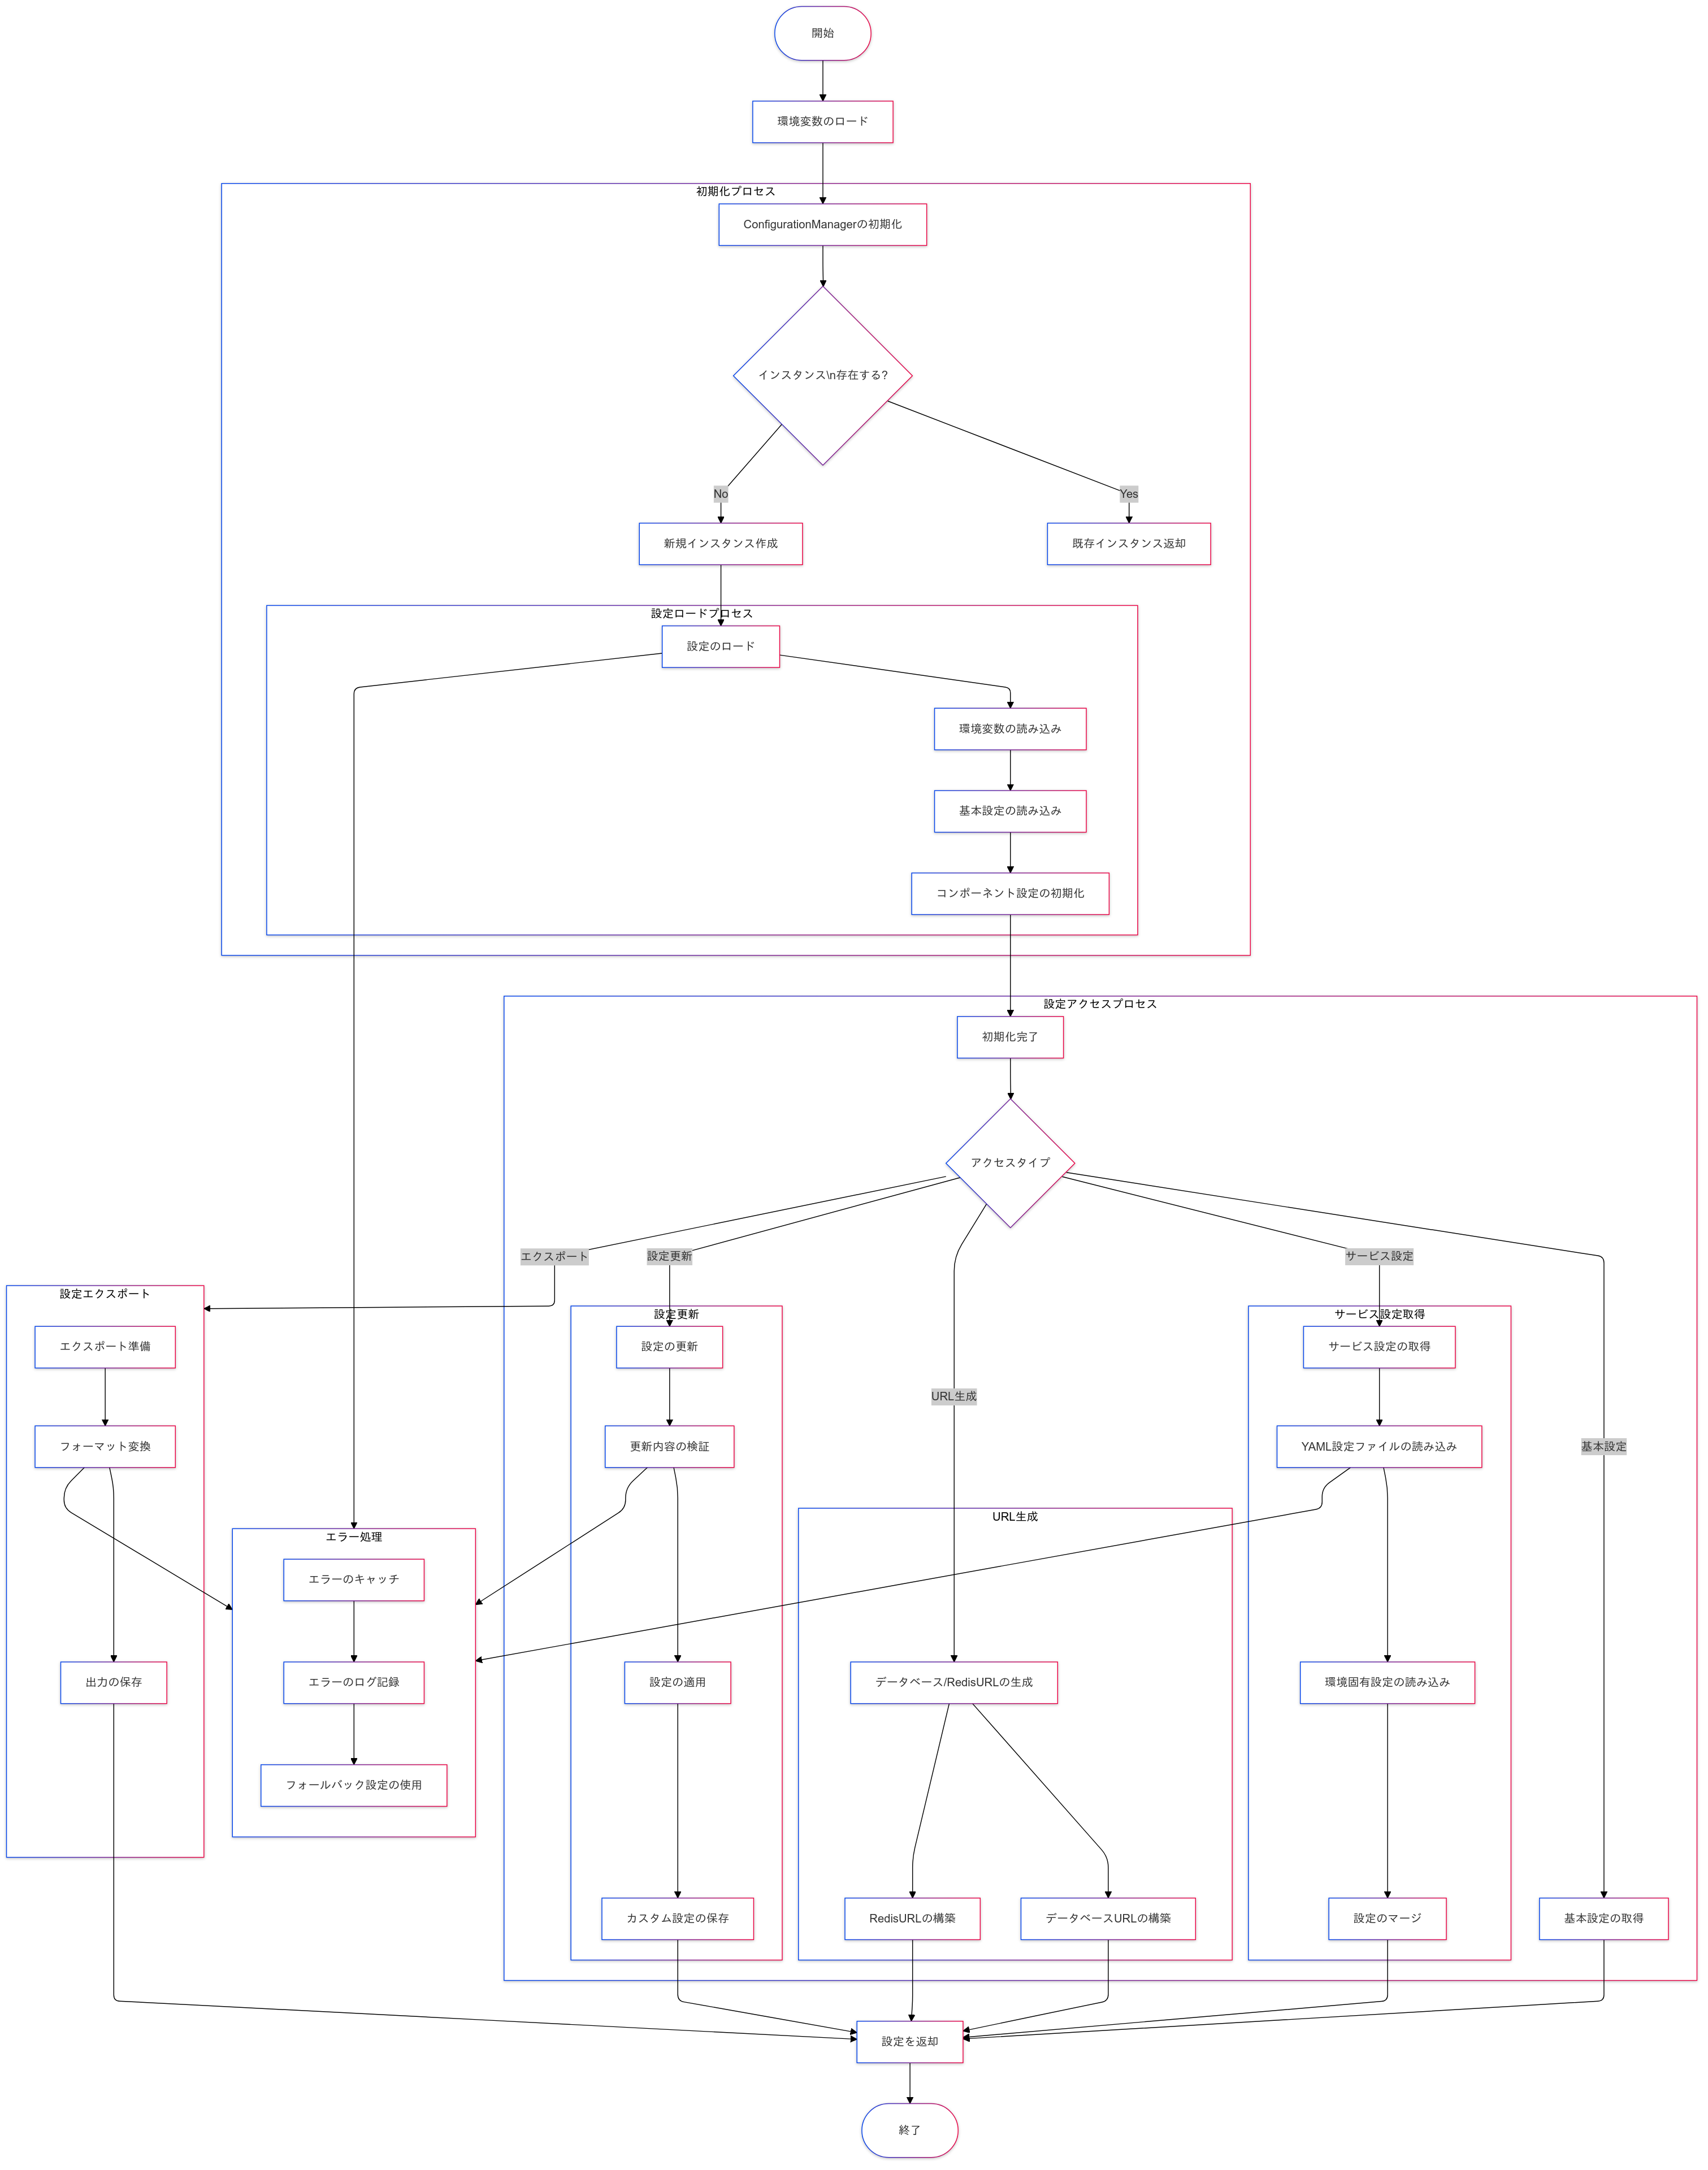 開始
環境変数のロード
初期化プロセス
ConfigurationManagerの初期化
インスタンス\n存在する?
No
Yes
新規インスタンス作成
既存インスタンス返却
設定ロードプロセス
設定のロード
環境変数の読み込み
基本設定の読み込み
コンポーネント設定の初期化
設定アクセスプロセス
初期化完了
アクセスタイプ
エクスポート
設定更新
サービス設定
URL生成
基本設定
設定エクスポート
エクスポート準備
フォーマット変換
出力の保存
エラー処理
エラーのキャッチ
エラーのログ記録
フォールバック設定の使用
設定更新
設定の更新
更新内容の検証
設定の適用
カスタム設定の保存
URL生成
データベース/RedisURLの生成
RedisURLの構築
データベースURLの構築
サービス設定取得
サービス設定の取得
YAML設定ファイルの読み込み
環境固有設定の読み込み
設定のマージ
基本設定の取得
設定を返却
終了